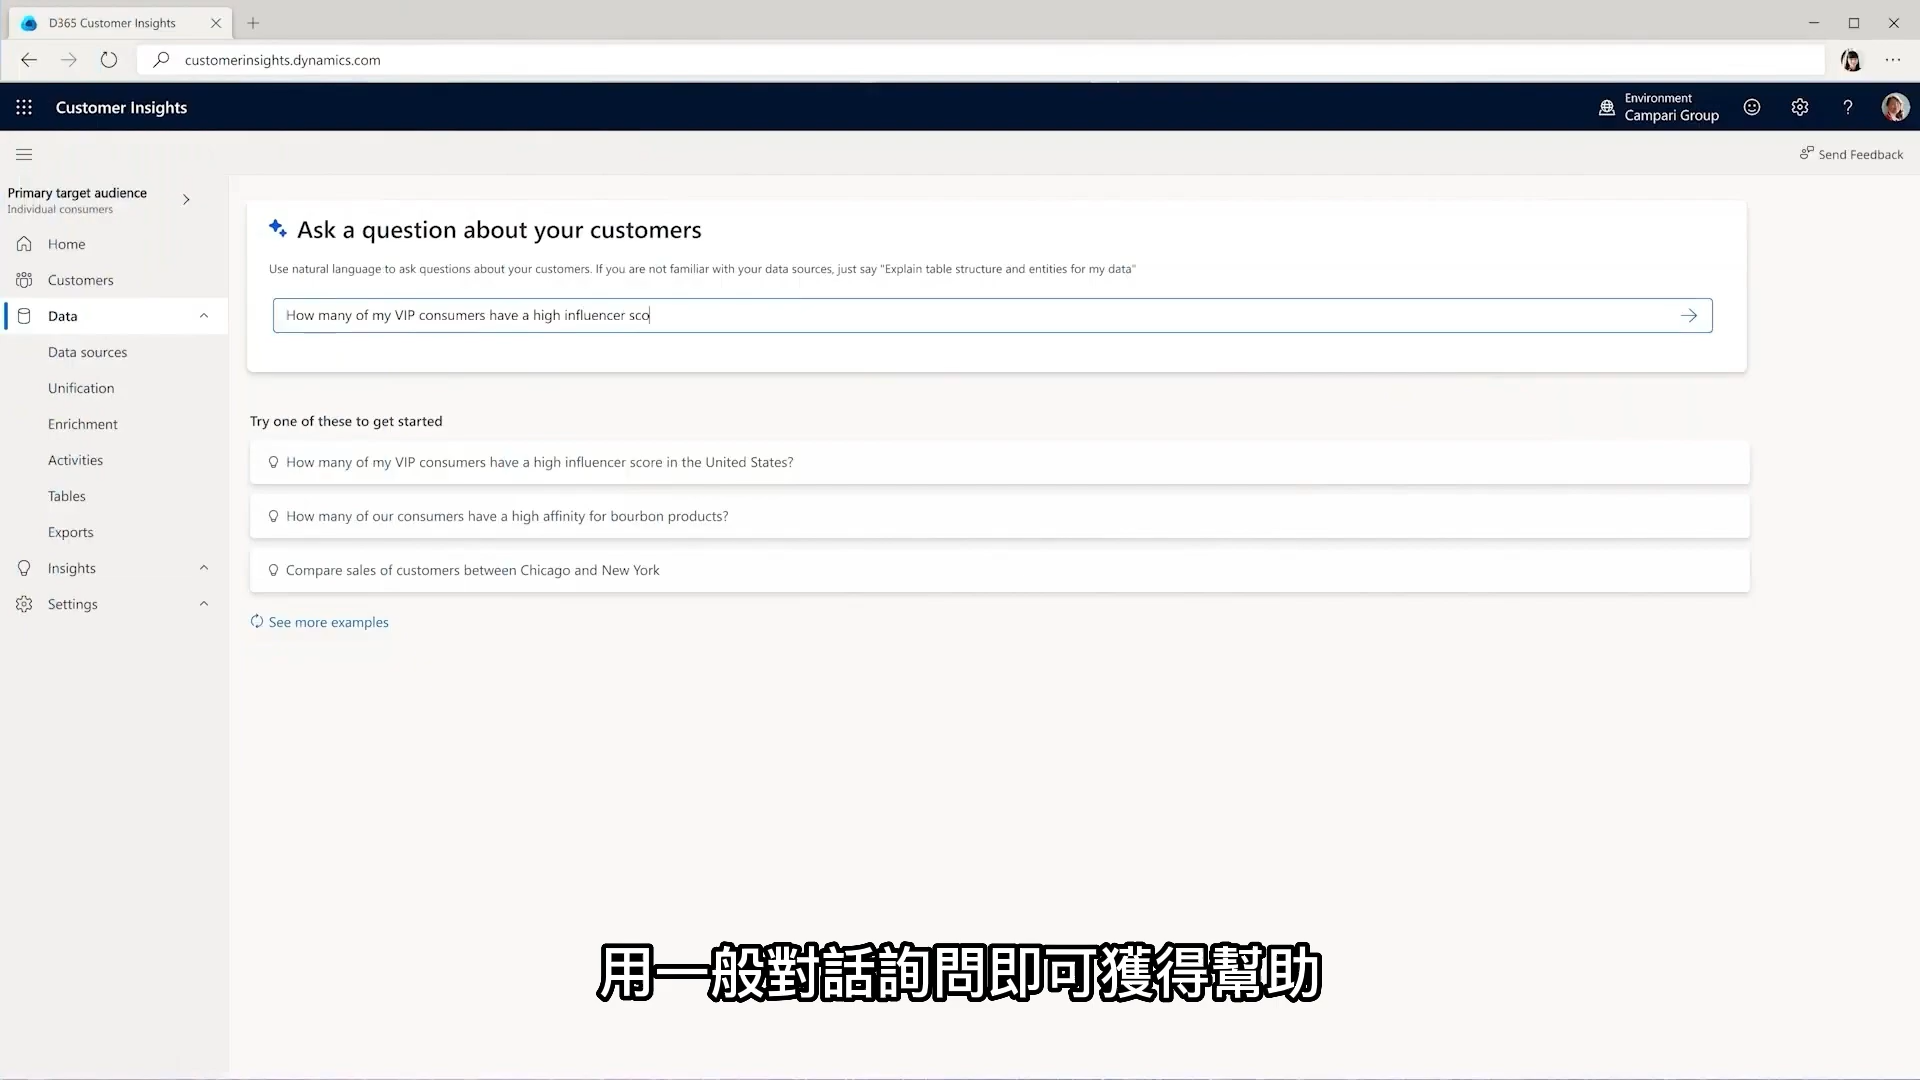 D365 Customer Insights
customerinsights.dynamics.com
Customer Insights
Environment
Campari Group
?
Send Feedback
Primary target audience
Individual consumers
Home
Customers
Data
Data sources
Unification
Enrichment
Activities
Tables
Exports
Insights
Settings
Ask a question about your customers
Use natural language to ask questions about your customers. If you are not familiar with your data sources, just say "Explain table structure and entities for my data"
How many of my VIP consumers have a high influencer sco
Try one of these to get started
How many of my VIP consumers have a high influencer score in the United States?
How many of our consumers have a high affinity for bourbon products?
Compare sales of customers between Chicago and New York
See more examples
用一般對話詢問即可獲得幫助